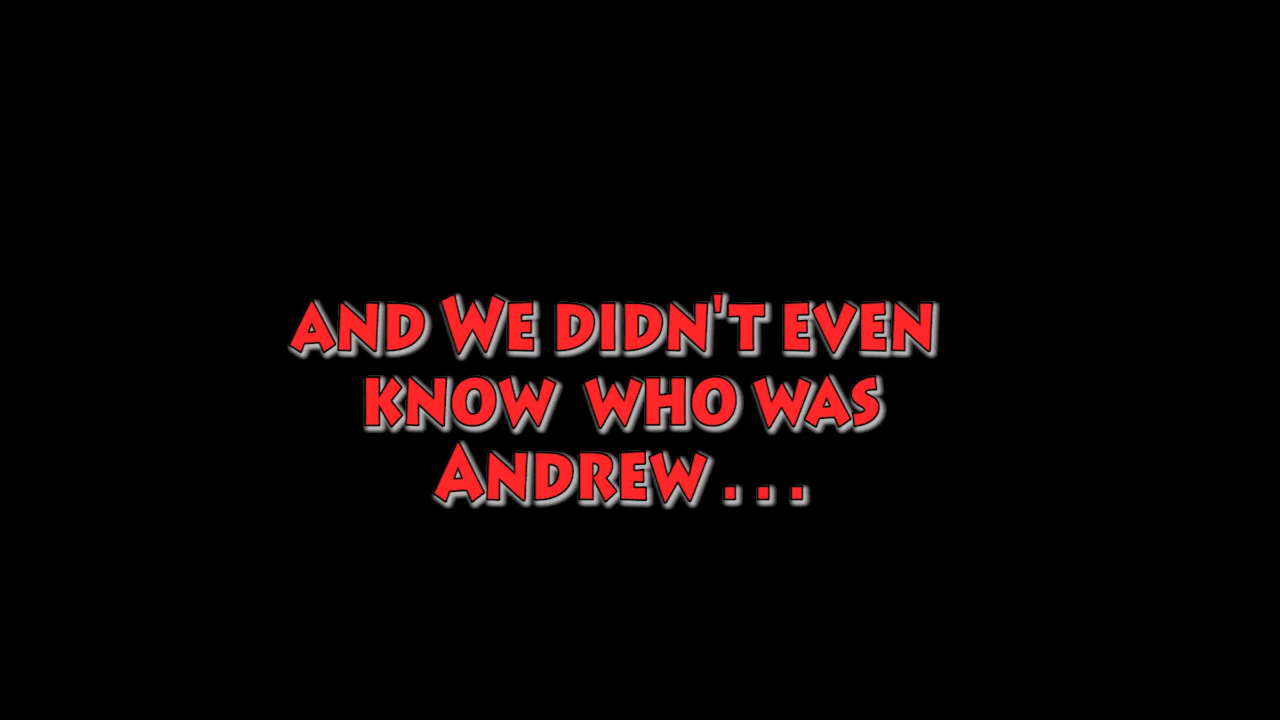 AND WE DIDN'T EVEN
KNOW WHO WAS
ANDREW . . .